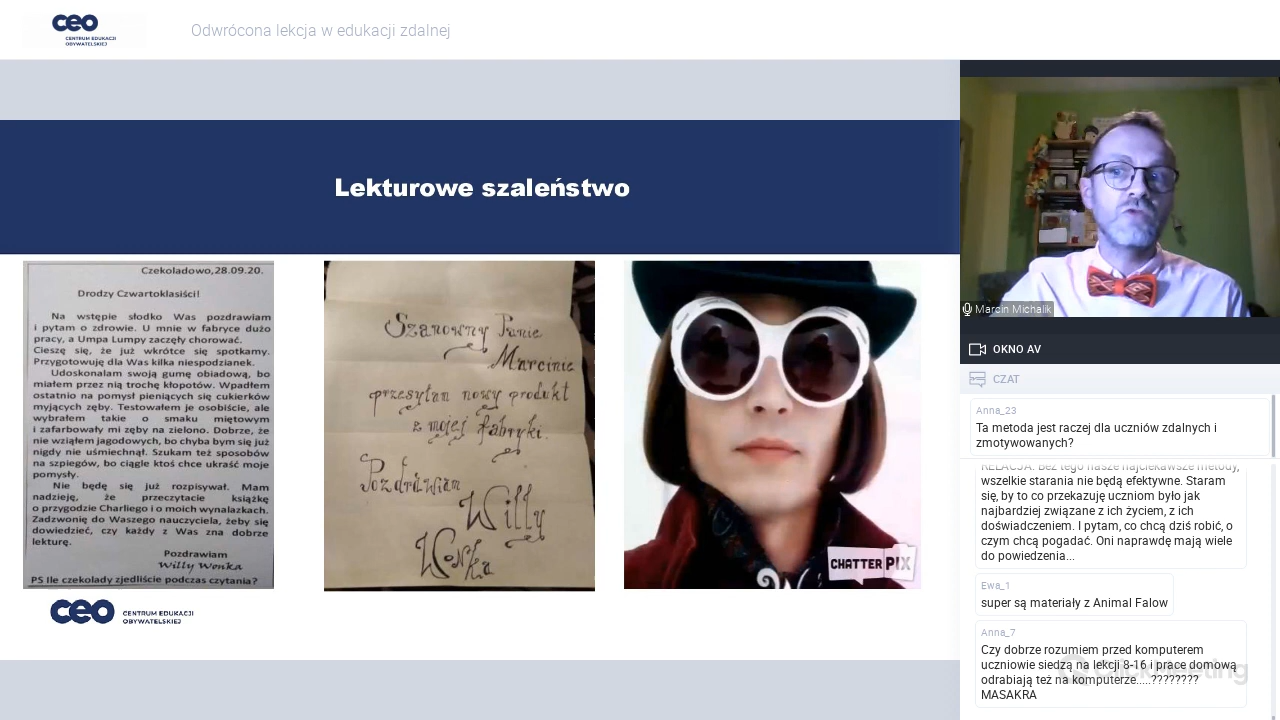 ceo
CENTRUM EDUKACJI
OBYWATELSKIEJ
Odwrócona lekcja w edukacji zdalnej
Lekturowe szaleństwo
Czekoladowo,28.09.20.
Drodzy Czwartoklasiści!
Na wstępie słodko Was pozdrawiam
i pytam o zdrowie. U mnie w fabryce dużo
pracy, a Umpa Lumpy zaczęły chorować.
Cieszę się, że już wkrótce się spotkamy.
Przygotowuję dla Was kilka niespodzianek.
Udoskonalam swoją gumę obiadową, bo
miałem przez nią trochę kłopotów. Wpadłem
ostatnio na pomysł pieniących się cukierków
myjących zęby. Testowałem je osobiście, ale
wybrałem takie o smaku miętowym
i zafarbowały mi zęby na zielono. Dobrze, że
nie wziąłem jagodowych, bo chyba bym się już
nigdy nie uśmiechnął. Szukam też sposobów
na szpiegów, bo ciągle ktoś chce ukraść moje
pomysły.
Nie będę się już rozpisywał. Mam
nadzieję, że przeczytacie książkę
o przygodzie Charliego i o moich wynalazkach.
Zadzwonię do Waszego nauczyciela, żeby się
dowiedzieć, czy każdy z Was zna dobrze
lekturę.
Pozdrawiam
Willy Wonka
PS Ile czekolady zjedliście podczas czytania?
Szanowny Panie
Marcinie
przesyłam nowy produkt
z mojej fabryki.
Pozdrawiam
Willy
Wonka
CHATTER PIX
ceo
CENTRUM EDUKACJI
OBYWATELSKIEJ
Marcin Michalik
OKNO AV
CZAT
Anna_23
Ta metoda jest raczej dla uczniów zdalnych i
zmotywowanych?
RELACJA. Bez tego nasze najciekawsze metody,
wszelkie starania nie będą efektywne. Staram
się, by to co przekazuję uczniom było jak
najbardziej związane z ich życiem, z ich
doświadczeniem. I pytam, co chcą dziś robić, o
czym chcą pogadać. Oni naprawdę mają wiele
do powiedzenia...
Ewa_1
super są materiały z Animal Falow
Anna_7
Czy dobrze rozumiem przed komputerem
uczniowie siedzą na lekcji 8-16 i prace domową
odrabiają też na komputerze.....????????
MASAKRA
ClickMeeting